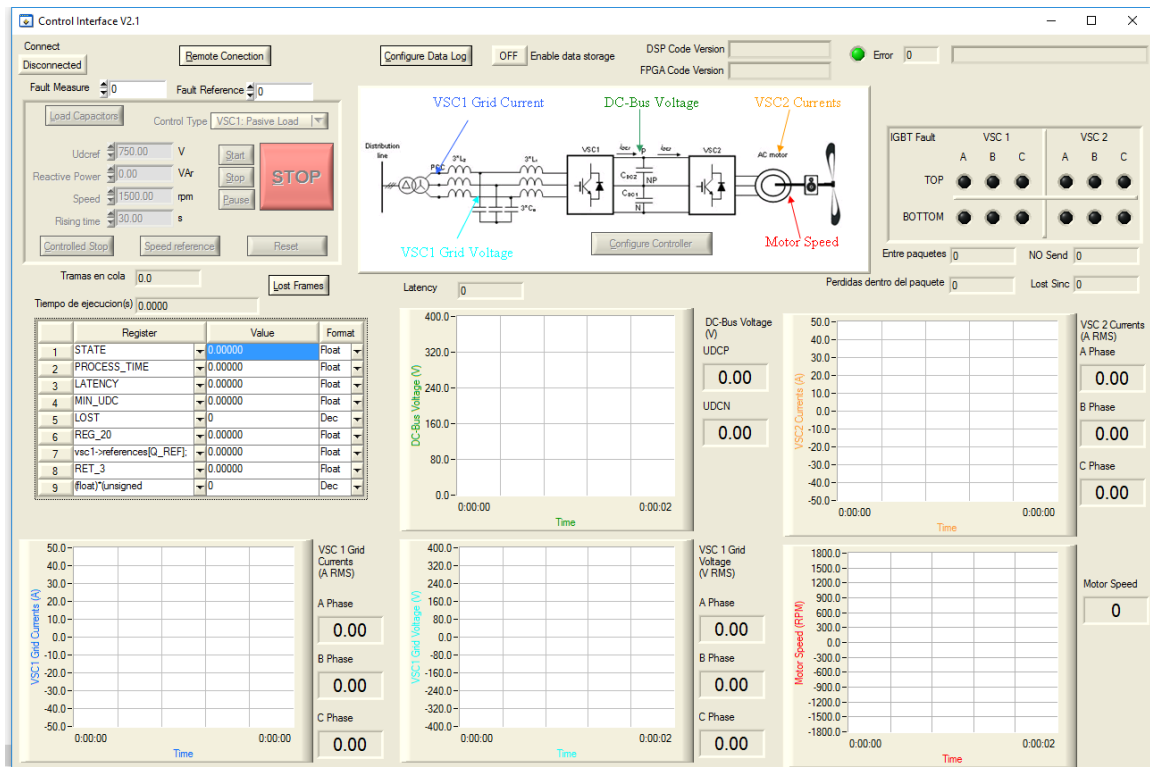 Control Interface V2.1
Connect
Disconnected
Remote Conection
Configure Data Log
OFF
Enable data storage
DSP Code Version
FPGA Code Version
Error
0
Fault Measure
0
Fault Reference
0
Load Capacitors
Control Type
VSC1: Pasive Load
Udcref
750.00
V
Reactive Power
0.00
VAr
Speed
1500.00
rpm
Rising time
30.00
s
Start
Stop
Pause
STOP
Controlled Stop
Speed reference
Reset
VSC1 Grid Current
DC-Bus Voltage
VSC2 Currents
Distribution
line
PCC
VSC1
P
VSC2
AC motor
NP
N
VSC1 Grid Voltage
Configure Controller
Motor Speed
IGBT Fault
VSC 1
VSC 2
A B C
A B C
TOP
BOTTOM
Entre paquetes
0
NO Send
0
Perdidas dentro del paquete
0
Lost Sinc
0
Tramas en cola
0.0
Lost Frames
Tiempo de ejecucion(s)
0.0000
Latency
0
Register Value Format
1 STATE 0.00000 Float
2 PROCESS_TIME 0.00000 Float
3 LATENCY 0.00000 Float
4 MIN_UDC 0.00000 Float
5 LOST 0 Dec
6 REG_20 0.00000 Float
7 vsc1->references[Q_REF]; 0.00000 Float
8 RET_3 0.00000 Float
9 (float)*(unsigned 0 Dec
DC-Bus Voltage (V)
400.0
320.0
240.0
160.0
80.0
0.0
0:00:00
0:00:02
Time
DC-Bus Voltage
(V)
UDCP
0.00
UDCN
0.00
VSC2 Currents (A)
50.0
40.0
30.0
20.0
10.0
0.0
-10.0
-20.0
-30.0
-40.0
-50.0
0:00:00
0:00:00
Time
VSC 2 Currents
(A RMS)
A Phase
0.00
B Phase
0.00
C Phase
0.00
VSC1 Grid Currents (A)
50.0
40.0
30.0
20.0
10.0
0.0
-10.0
-20.0
-30.0
-40.0
-50.0
0:00:00
0:00:00
Time
VSC 1 Grid
Currents
(A RMS)
A Phase
0.00
B Phase
0.00
C Phase
0.00
VSC1 Grid Voltage (V)
400.0
320.0
240.0
160.0
80.0
0.0
-80.0
-160.0
-240.0
-320.0
-400.0
0:00:00
0:00:02
Time
VSC 1 Grid
Voltage
(V RMS)
A Phase
0.00
B Phase
0.00
C Phase
0.00
Motor Speed (RPM)
1800.0
1500.0
1200.0
900.0
600.0
300.0
0.0
-300.0
-600.0
-900.0
-1200.0
-1500.0
-1800.0
0:00:00
0:00:02
Time
Motor Speed
0